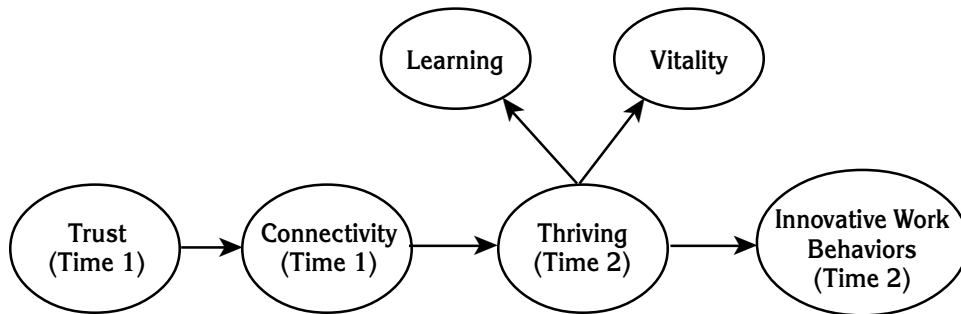 Learning
Vitality
Trust
(Time 1)
Connectivity
(Time 1)
Thriving
(Time 2)
Innovative Work
Behaviors
(Time 2)